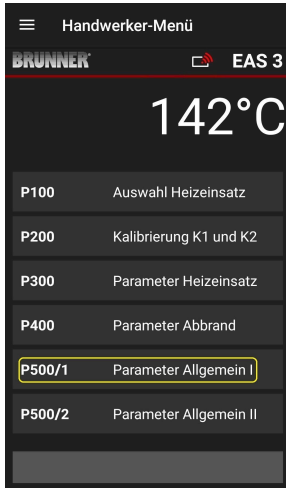 Handwerker-Menü
BRUNNER EAS 3
142°C
P100 Auswahl Heizeinsatz
P200 Kalibrierung K1 und K2
P300 Parameter Heizeinsatz
P400 Parameter Abbrand
P500/1 Parameter Allgemein I
P500/2 Parameter Allgemein II